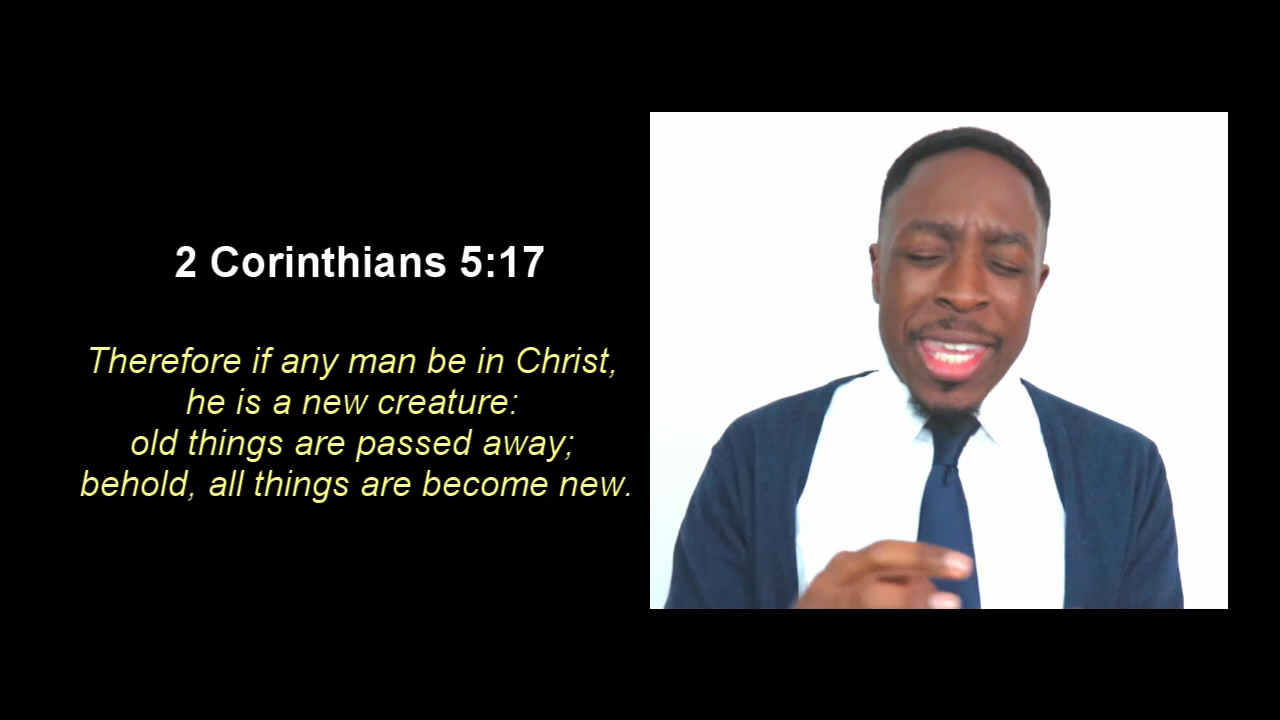 2 Corinthians 5:17
Therefore if any man be in Christ,
he is a new creature:
old things are passed away;
behold, all things are become new.